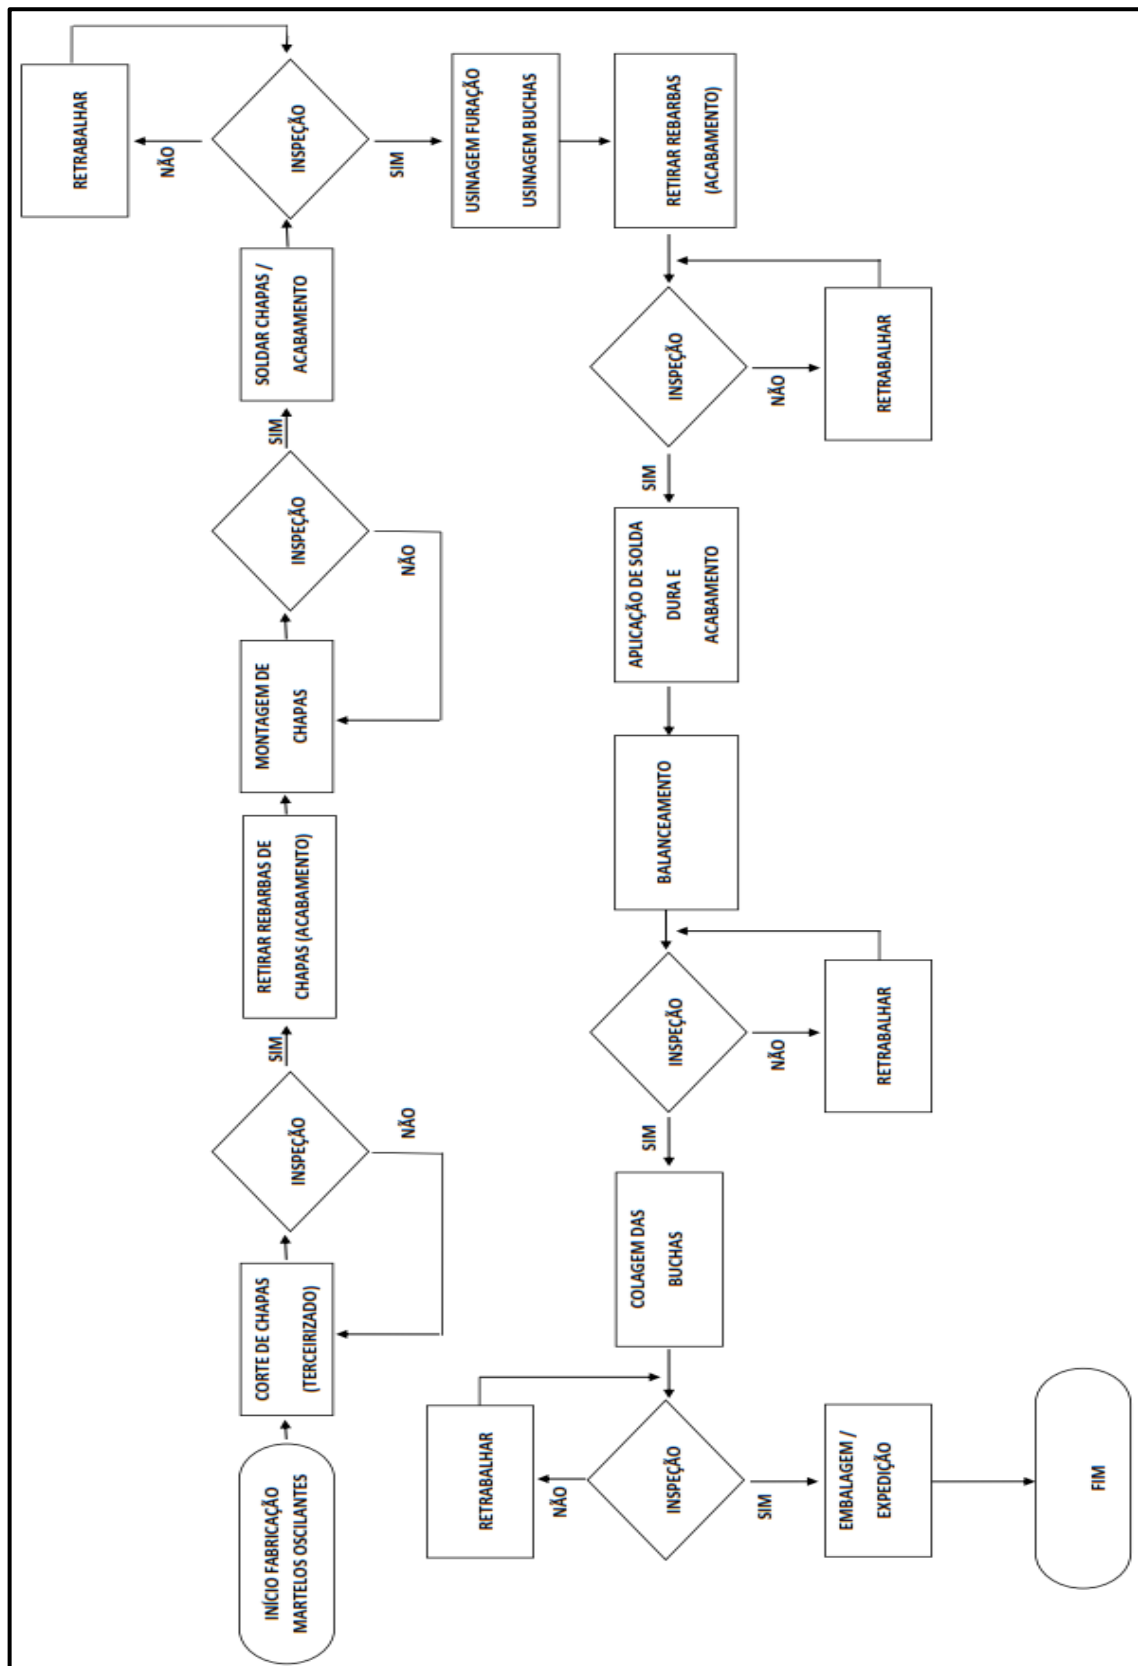 INÍCIO FABRICAÇÃO
MARTELOS OSCILANTES
CORTE DE CHAPAS
(TERCEIRIZADO)
INSPEÇÃO
NÃO
SIM
RETIRAR REBARBAS DE
CHAPAS (ACABAMENTO)
MONTAGEM DE
CHAPAS
INSPEÇÃO
NÃO
SIM
SOLDAR CHAPAS /
ACABAMENTO
INSPEÇÃO
NÃO
RETRABALHAR
SIM
USINAGEM FURAÇÃO
USINAGEM BUCHAS
RETIRAR REBARBAS
(ACABAMENTO)
INSPEÇÃO
NÃO
RETRABALHAR
SIM
APLICAÇÃO DE SOLDA
DURA E
ACABAMENTO
BALANCEAMENTO
INSPEÇÃO
NÃO
RETRABALHAR
SIM
COLAGEM DAS
BUCHAS
INSPEÇÃO
NÃO
RETRABALHAR
SIM
EMBALAGEM /
EXPEDIÇÃO
FIM